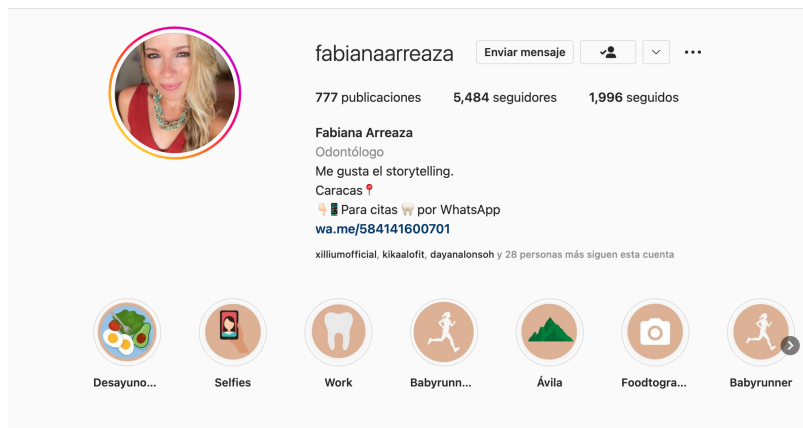 fabianaarreaza Enviar mensaje
777 publicaciones 5,484 seguidores 1,996 seguidos
Fabiana Arreaza
Odontólogo
Me gusta el storytelling.
Caracas📍
👇🏻📲Para citas 🦷 por WhatsApp
wa.me/584141600701
xilliumofficial, kikaalofit, dayanalonsoh y 28 personas más siguen esta cuenta
Desayuno... Selfies Work Babyrunn... Ávila Foodtogra... Babyrunner